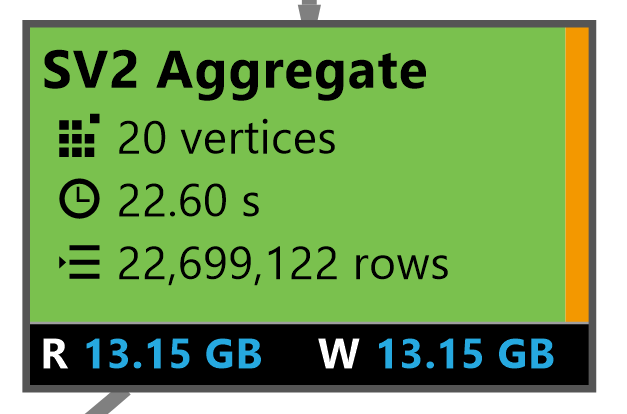 SV2 Aggregate
20 vertices
22.60 s
22,699,122 rows
R 13.15 GB W 13.15 GB